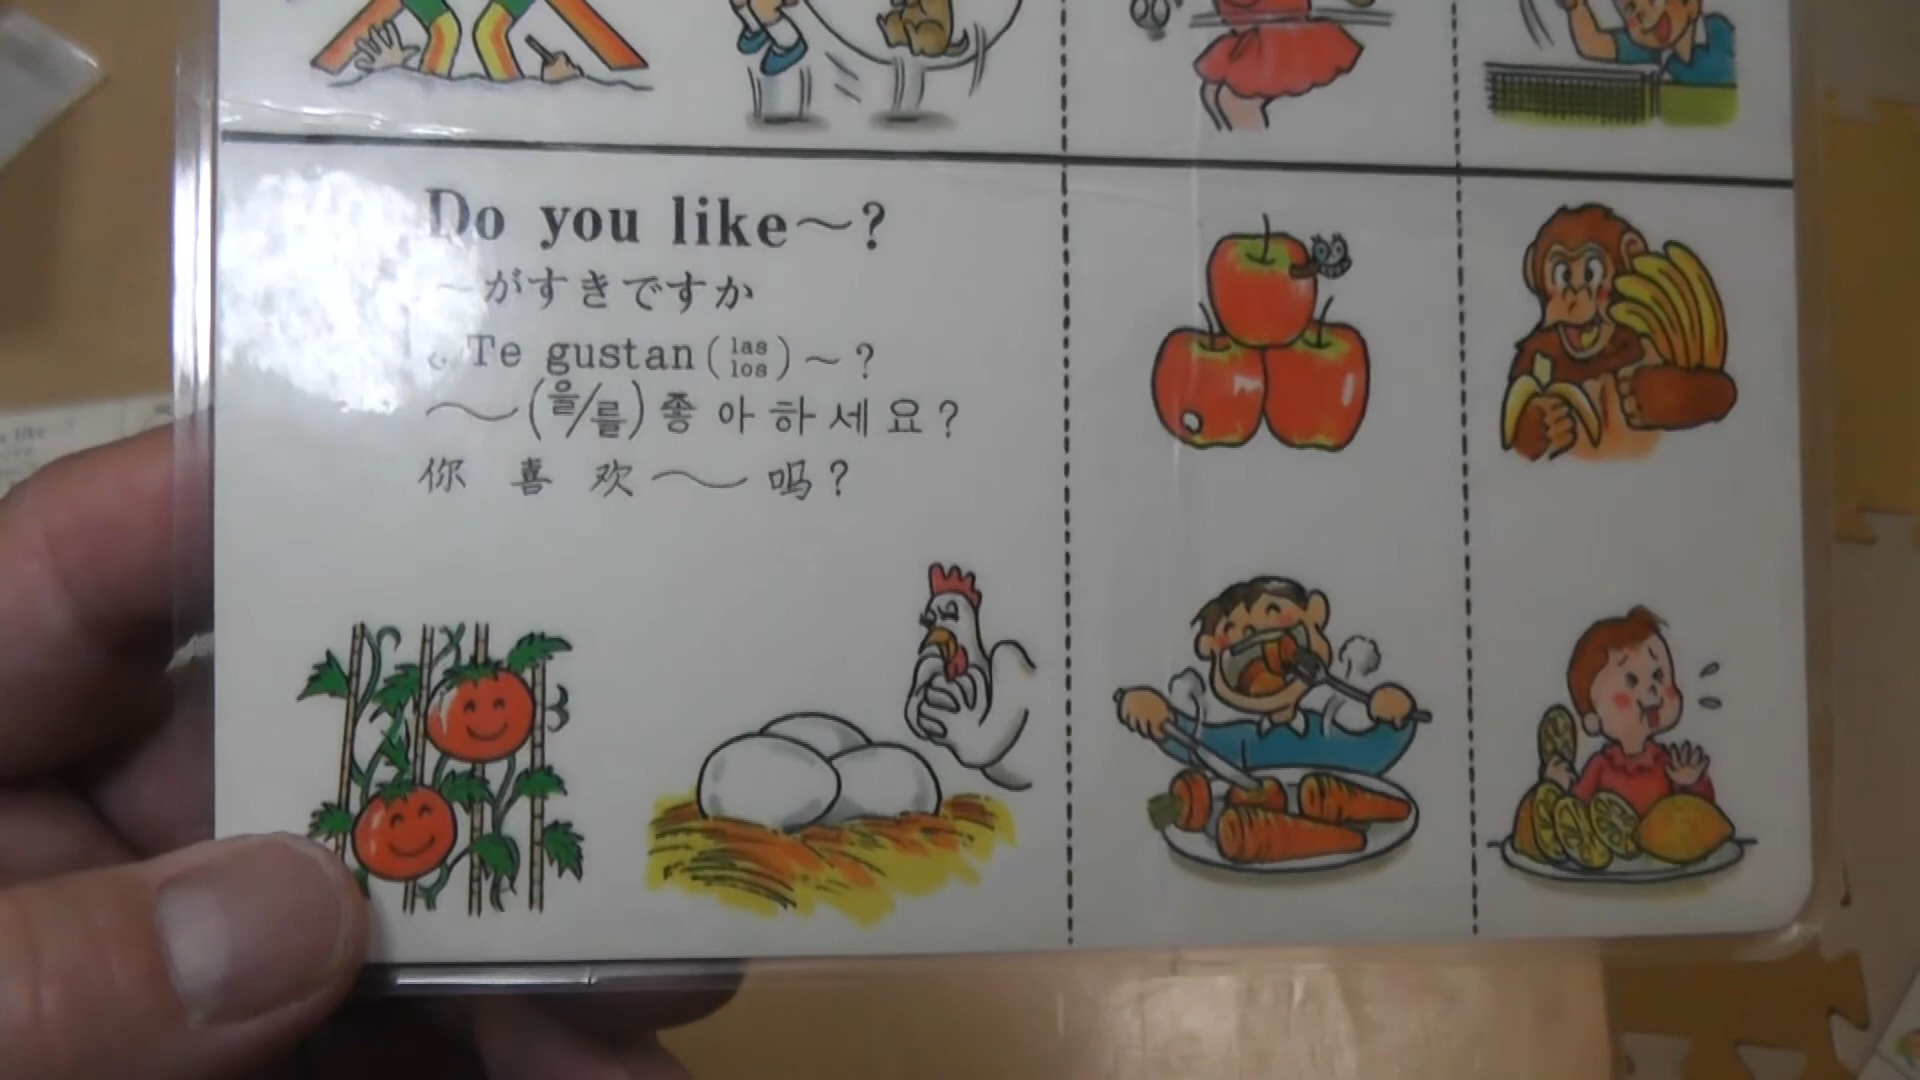 Do you like～?
～がすきですか
¿Te gustan(las los)～?
～(을/를)좋아하세요?
你喜欢～吗?